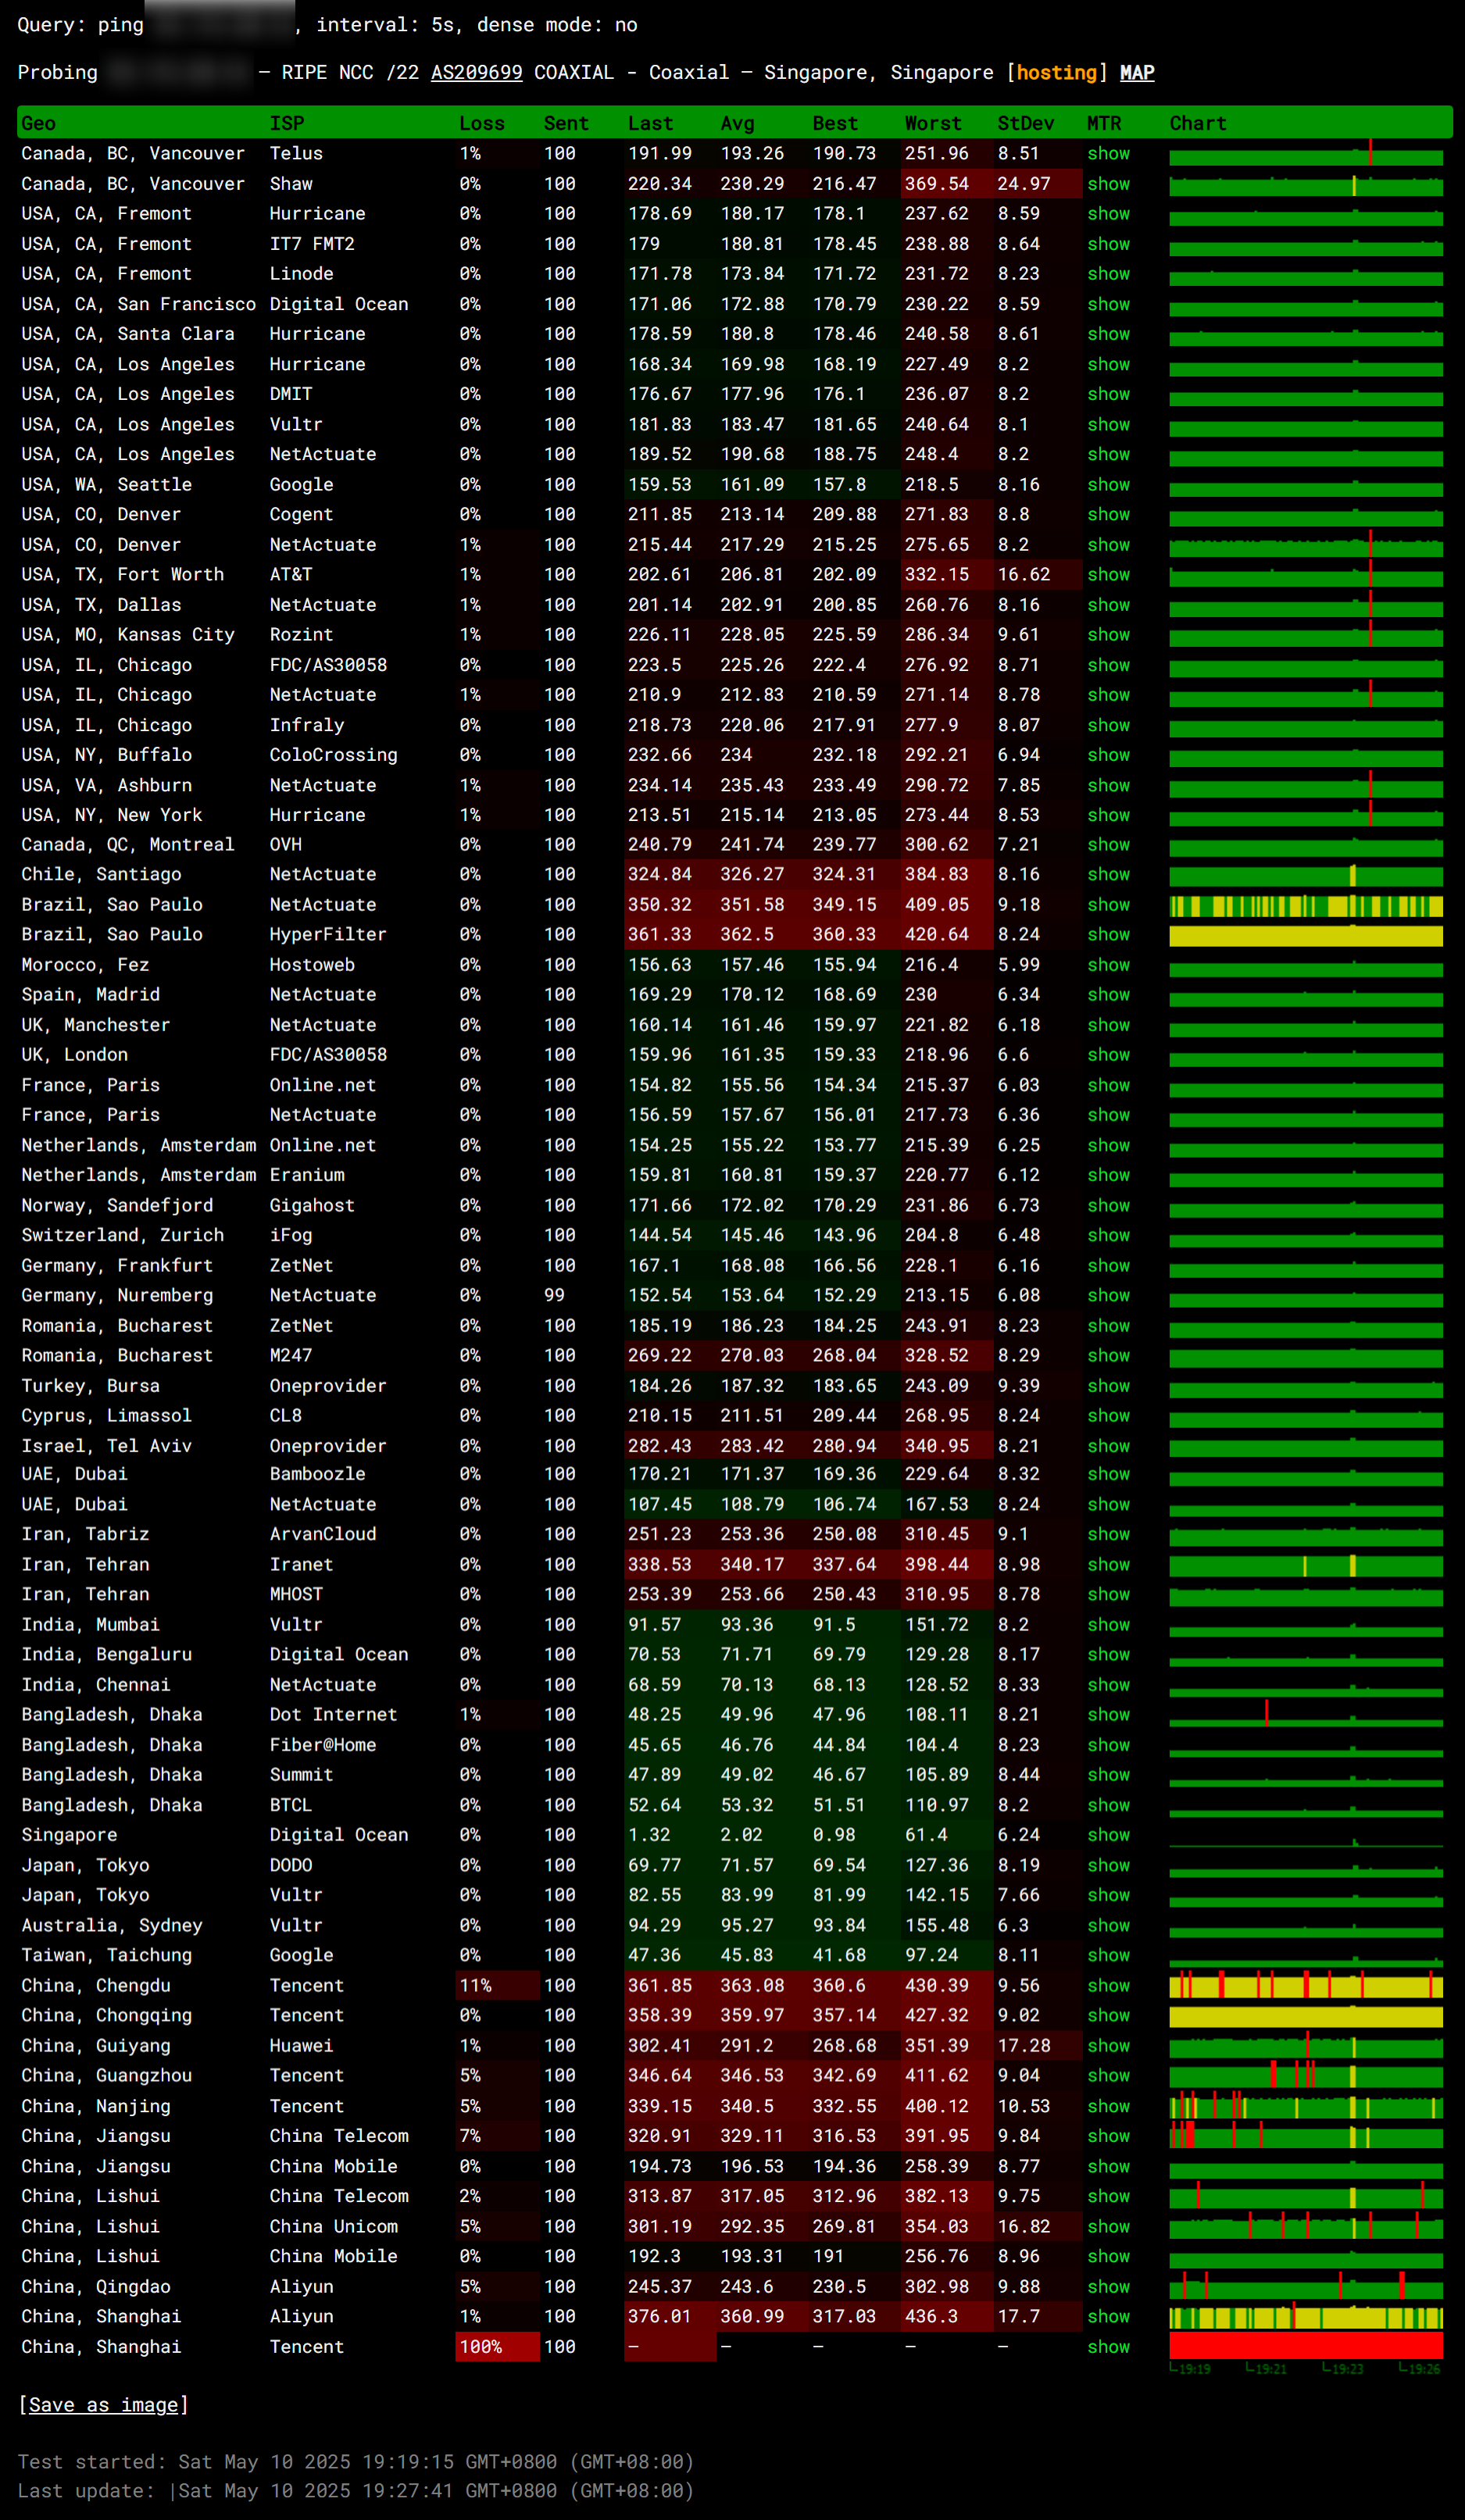 Query: ping , interval: 5s, dense mode: no
Probing — RIPE NCC /22 AS209699 COAXIAL - Coaxial — Singapore, Singapore [hosting] MAP
Geo ISP Loss Sent Last Avg Best Worst StDev MTR Chart
Canada, BC, Vancouver Telus 1% 100 191.99 193.26 190.73 251.96 8.51 show
Canada, BC, Vancouver Shaw 0% 100 220.34 230.29 216.47 369.54 24.97 show
USA, CA, Fremont Hurricane 0% 100 178.69 180.17 178.1 237.62 8.59 show
USA, CA, Fremont IT7 FMT2 0% 100 179 180.81 178.45 238.88 8.64 show
USA, CA, Fremont Linode 0% 100 171.78 173.84 171.72 231.72 8.23 show
USA, CA, San Francisco Digital Ocean 0% 100 171.06 172.88 170.79 230.22 8.59 show
USA, CA, Santa Clara Hurricane 0% 100 178.59 180.8 178.46 240.58 8.61 show
USA, CA, Los Angeles Hurricane 0% 100 168.34 169.98 168.19 227.49 8.2 show
USA, CA, Los Angeles DMIT 0% 100 176.67 177.96 176.1 236.07 8.2 show
USA, CA, Los Angeles Vultr 0% 100 181.83 183.47 181.65 240.64 8.1 show
USA, CA, Los Angeles NetActuate 0% 100 189.52 190.68 188.75 248.4 8.2 show
USA, WA, Seattle Google 0% 100 159.53 161.09 157.8 218.5 8.16 show
USA, CO, Denver Cogent 0% 100 211.85 213.14 209.88 271.83 8.8 show
USA, CO, Denver NetActuate 1% 100 215.44 217.29 215.25 275.65 8.2 show
USA, TX, Fort Worth AT&T 1% 100 202.61 206.81 202.09 332.15 16.62 show
USA, TX, Dallas NetActuate 1% 100 201.14 202.91 200.85 260.76 8.16 show
USA, MO, Kansas City Rozint 1% 100 226.11 228.05 225.59 286.34 9.61 show
USA, IL, Chicago FDC/AS30058 0% 100 223.5 225.26 222.4 276.92 8.71 show
USA, IL, Chicago NetActuate 1% 100 210.9 212.83 210.59 271.14 8.78 show
USA, IL, Chicago Infraly 0% 100 218.73 220.06 217.91 277.9 8.07 show
USA, NY, Buffalo ColoCrossing 0% 100 232.66 234 232.18 292.21 6.94 show
USA, VA, Ashburn NetActuate 1% 100 234.14 235.43 233.49 290.72 7.85 show
USA, NY, New York Hurricane 1% 100 213.51 215.14 213.05 273.44 8.53 show
Canada, QC, Montreal OVH 0% 100 240.79 241.74 239.77 300.62 7.21 show
Chile, Santiago NetActuate 0% 100 324.84 326.27 324.31 384.83 8.16 show
Brazil, Sao Paulo NetActuate 0% 100 350.32 351.58 349.15 409.05 9.18 show
Brazil, Sao Paulo HyperFilter 0% 100 361.33 362.5 360.33 420.64 8.24 show
Morocco, Fez Hostoweb 0% 100 156.63 157.46 155.94 216.4 5.99 show
Spain, Madrid NetActuate 0% 100 169.29 170.12 168.69 230 6.34 show
UK, Manchester NetActuate 0% 100 160.14 161.46 159.97 221.82 6.18 show
UK, London FDC/AS30058 0% 100 159.96 161.35 159.33 218.96 6.6 show
France, Paris Online.net 0% 100 154.82 155.56 154.34 215.37 6.03 show
France, Paris NetActuate 0% 100 156.59 157.67 156.01 217.73 6.36 show
Netherlands, Amsterdam Online.net 0% 100 154.25 155.22 153.77 215.39 6.25 show
Netherlands, Amsterdam Eranium 0% 100 159.81 160.81 159.37 220.77 6.12 show
Norway, Sandefjord Gigahost 0% 100 171.66 172.02 170.29 231.86 6.73 show
Switzerland, Zurich iFog 0% 100 144.54 145.46 143.96 204.8 6.48 show
Germany, Frankfurt ZetNet 0% 100 167.1 168.08 166.56 228.1 6.16 show
Germany, Nuremberg NetActuate 0% 99 152.54 153.64 152.29 213.15 6.08 show
Romania, Bucharest ZetNet 0% 100 185.19 186.23 184.25 243.91 8.23 show
Romania, Bucharest M247 0% 100 269.22 270.03 268.04 328.52 8.29 show
Turkey, Bursa Oneprovider 0% 100 184.26 187.32 183.65 243.09 9.39 show
Cyprus, Limassol CL8 0% 100 210.15 211.51 209.44 268.95 8.24 show
Israel, Tel Aviv Oneprovider 0% 100 282.43 283.42 280.94 340.95 8.21 show
UAE, Dubai Bamboozle 0% 100 170.21 171.37 169.36 229.64 8.32 show
UAE, Dubai NetActuate 0% 100 107.45 108.79 106.74 167.53 8.24 show
Iran, Tabriz ArvanCloud 0% 100 251.23 253.36 250.08 310.45 9.1 show
Iran, Tehran Iranet 0% 100 338.53 340.17 337.64 398.44 8.98 show
Iran, Tehran MHOST 0% 100 253.39 253.66 250.43 310.95 8.78 show
India, Mumbai Vultr 0% 100 91.57 93.36 91.5 151.72 8.2 show
India, Bengaluru Digital Ocean 0% 100 70.53 71.71 69.79 129.28 8.17 show
India, Chennai NetActuate 0% 100 68.59 70.13 68.13 128.52 8.33 show
Bangladesh, Dhaka Dot Internet 1% 100 48.25 49.96 47.96 108.11 8.21 show
Bangladesh, Dhaka Fiber@Home 0% 100 45.65 46.76 44.84 104.4 8.23 show
Bangladesh, Dhaka Summit 0% 100 47.89 49.02 46.67 105.89 8.44 show
Bangladesh, Dhaka BTCL 0% 100 52.64 53.32 51.51 110.97 8.2 show
Singapore Digital Ocean 0% 100 1.32 2.02 0.98 61.4 6.24 show
Japan, Tokyo DODO 0% 100 69.77 71.57 69.54 127.36 8.19 show
Japan, Tokyo Vultr 0% 100 82.55 83.99 81.99 142.15 7.66 show
Australia, Sydney Vultr 0% 100 94.29 95.27 93.84 155.48 6.3 show
Taiwan, Taichung Google 0% 100 47.36 45.83 41.68 97.24 8.11 show
China, Chengdu Tencent 11% 100 361.85 363.08 360.6 430.39 9.56 show
China, Chongqing Tencent 0% 100 358.39 359.97 357.14 427.32 9.02 show
China, Guiyang Huawei 1% 100 302.41 291.2 268.68 351.39 17.28 show
China, Guangzhou Tencent 5% 100 346.64 346.53 342.69 411.62 9.04 show
China, Nanjing Tencent 5% 100 339.15 340.5 332.55 400.12 10.53 show
China, Jiangsu China Telecom 7% 100 320.91 329.11 316.53 391.95 9.84 show
China, Jiangsu China Mobile 0% 100 194.73 196.53 194.36 258.39 8.77 show
China, Lishui China Telecom 2% 100 313.87 317.05 312.96 382.13 9.75 show
China, Lishui China Unicom 5% 100 301.19 292.35 269.81 354.03 16.82 show
China, Lishui China Mobile 0% 100 192.3 193.31 191 256.76 8.96 show
China, Qingdao Aliyun 5% 100 245.37 243.6 230.5 302.98 9.88 show
China, Shanghai Aliyun 1% 100 376.01 360.99 317.03 436.3 17.7 show
China, Shanghai Tencent 100% 100 — — — — — show
19:19 19:21 19:23 19:26
[Save as image]
Test started: Sat May 10 2025 19:19:15 GMT+0800 (GMT+08:00)
Last update: |Sat May 10 2025 19:27:41 GMT+0800 (GMT+08:00)